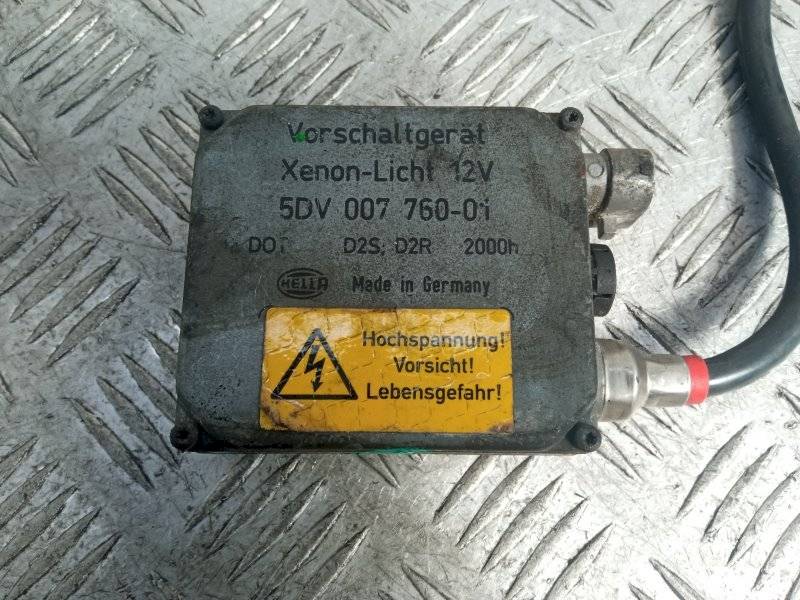 Vorschaltgerät
Xenon-Licht 12V
5DV 007 760-01
DOT D2S, D2R 2000h
HELLA Made in Germany
Hochspannung!
Vorsicht!
Lebensgefahr!